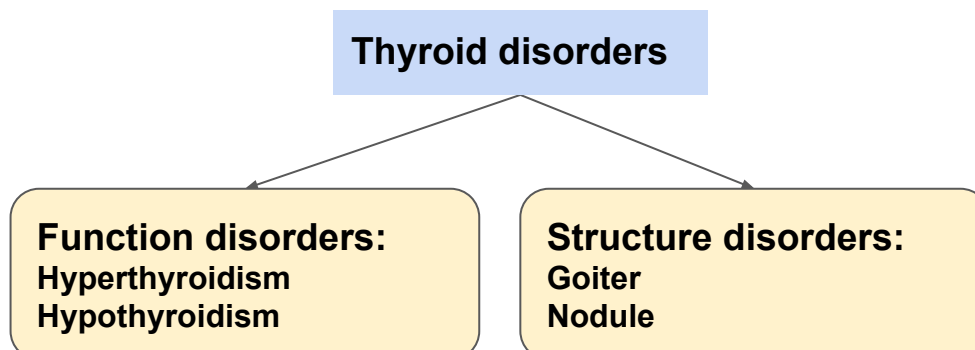 Thyroid disorders
Function disorders:
Hyperthyroidism
Hypothyroidism
Structure disorders:
Goiter
Nodule